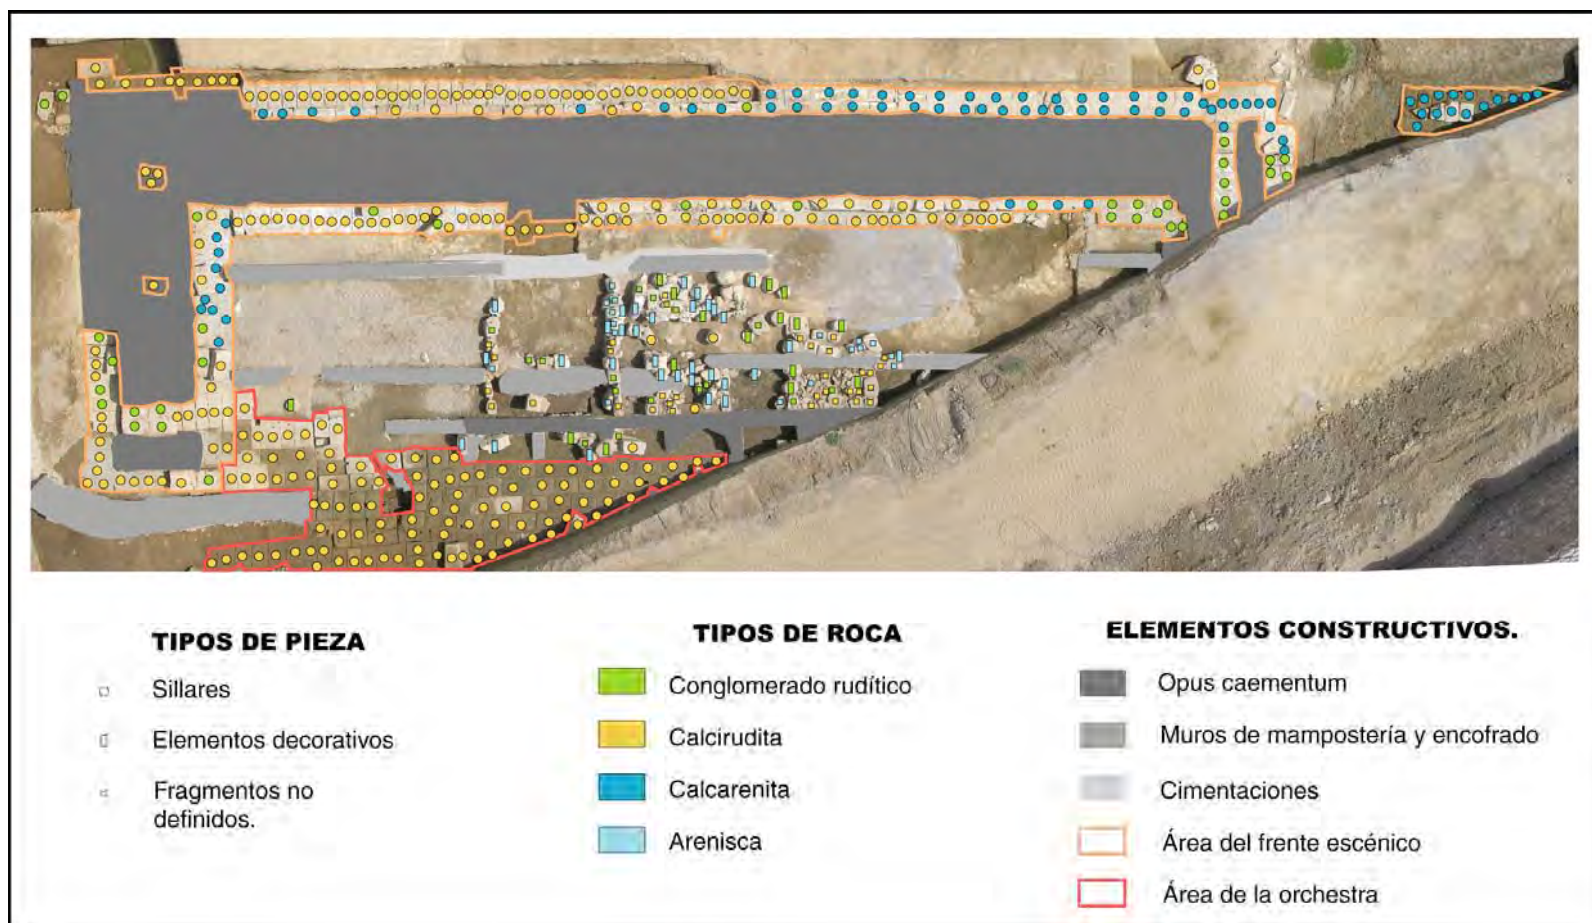 TIPOS DE PIEZA
Sillares
Elementos decorativos
Fragmentos no
definidos.
TIPOS DE ROCA
Conglomerado rudítico
Calcirudita
Calcarenita
Arenisca
ELEMENTOS CONSTRUCTIVOS.
Opus caementum
Muros de mampostería y encofrado
Cimentaciones
Área del frente escénico
Área de la orchestra